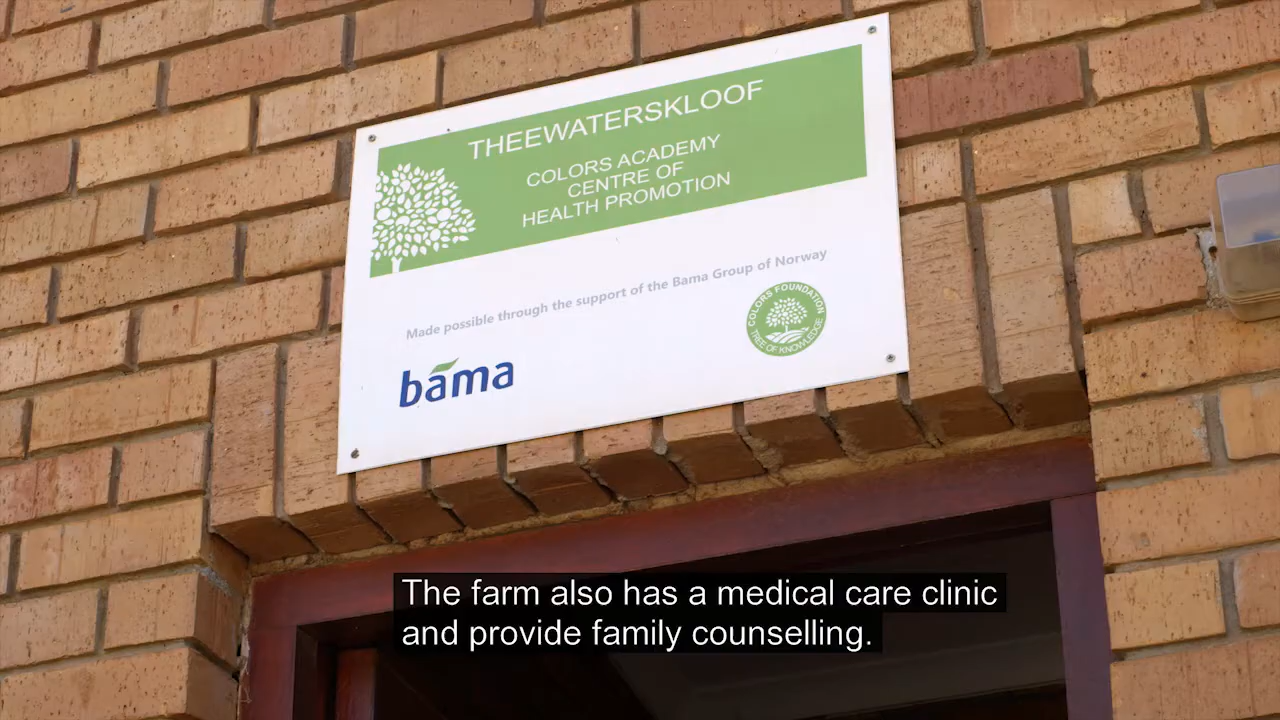 THEEWATERSKLOOF
COLORS ACADEMY
CENTRE OF
HEALTH PROMOTION
Made possible through the support of the Bama Group of Norway
bama
COLORS FOUNDATION
TREE OF KNOWLEDGE
The farm also has a medical care clinic
and provide family counselling.